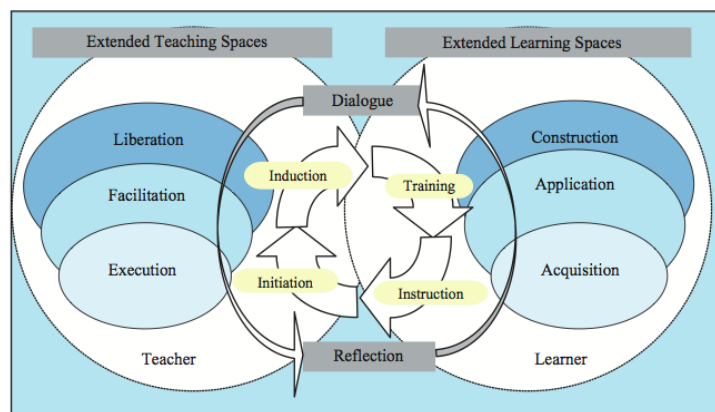 Extended Teaching Spaces
Extended Learning Spaces
Dialogue
Liberation
Construction
Induction
Training
Facilitation
Application
Execution
Initiation
Instruction
Acquisition
Teacher
Reflection
Learner